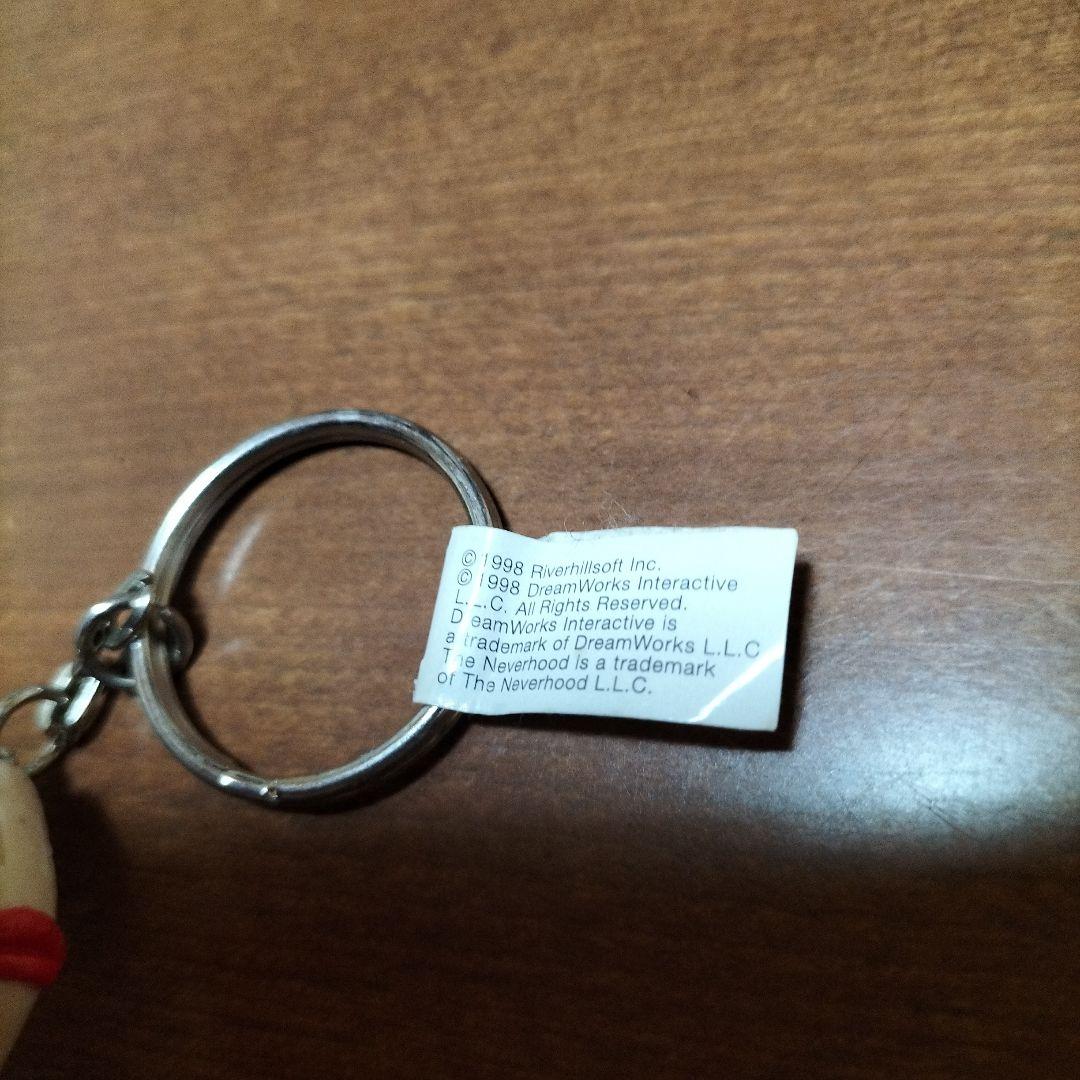 © 1998 Riverhillsoft Inc.
© 1998 DreamWorks Interactive
L.L.C. All Rights Reserved.
DreamWorks Interactive is
a trademark of DreamWorks L.L.C
The Neverhood is a trademark
of The Neverhood L.L.C.